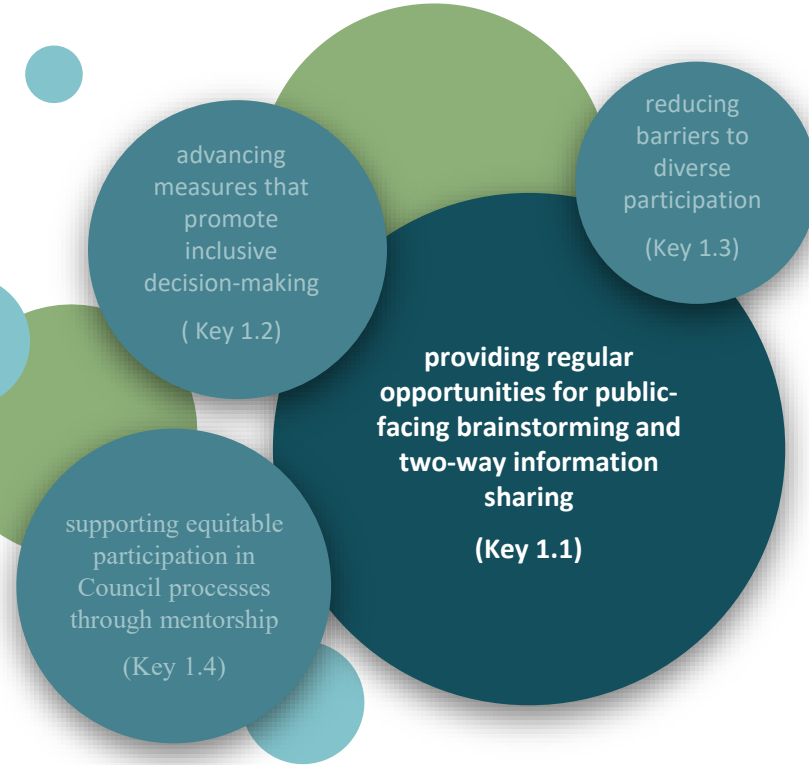 advancing
measures that
promote
inclusive
decision-making
( Key 1.2)
reducing
barriers to
diverse
participation
(Key 1.3)
providing regular
opportunities for public-
facing brainstorming and
two-way information
sharing
(Key 1.1)
supporting equitable
participation in
Council processes
through mentorship
(Key 1.4)